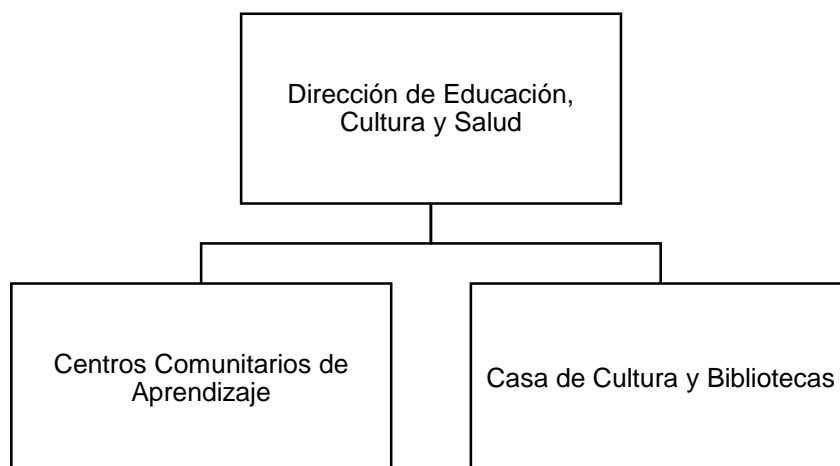 Dirección de Educación,
Cultura y Salud
Centros Comunitarios de
Aprendizaje
Casa de Cultura y Bibliotecas